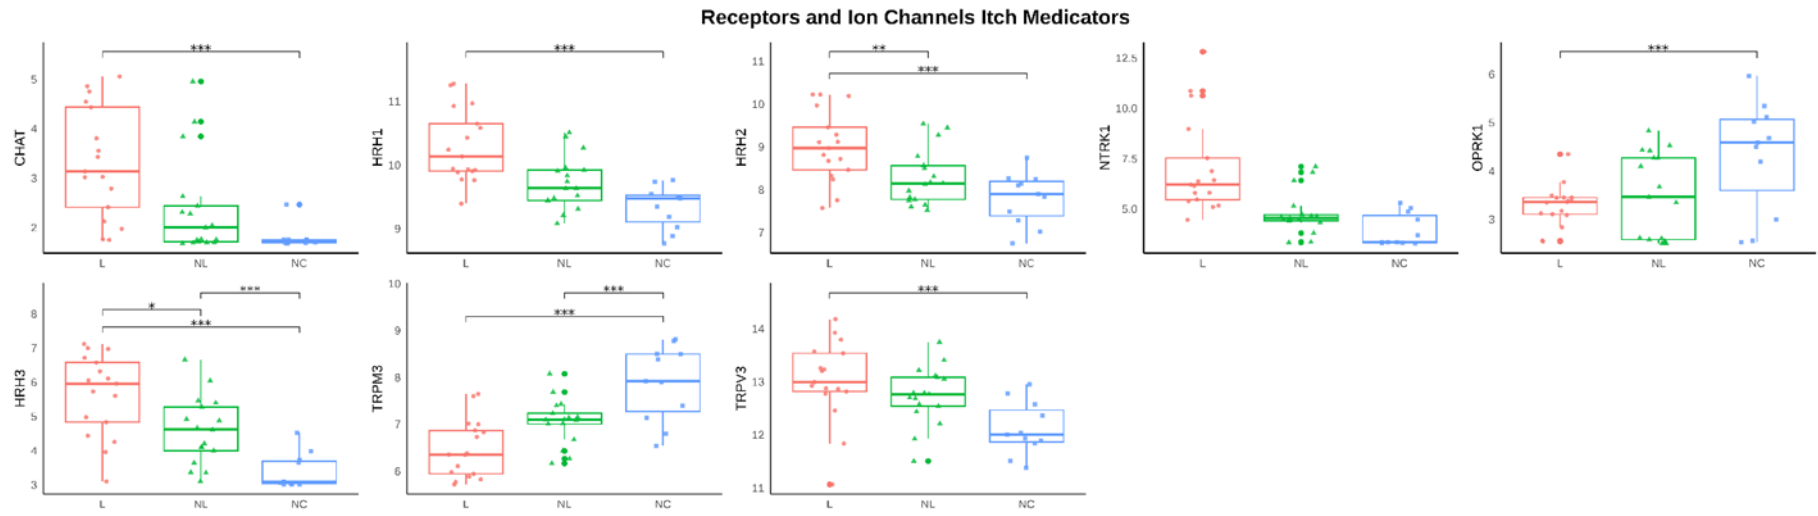 Receptors and Ion Channels Itch Medicators
CHAT
5
4
3
2
***
L NL NC
HRH1
11
10
9
***
L NL NC
HRH2
11
10
9
8
7
**
***
L NL NC
NTRK1
12.5
10.0
7.5
5.0
L NL NC
OPRK1
6
5
4
3
***
L NL NC
HRH3
8
7
6
5
4
3
***
*
***
L NL NC
TRPM3
10
9
8
7
6
***
***
L NL NC
TRPV3
14
13
12
11
***
L NL NC